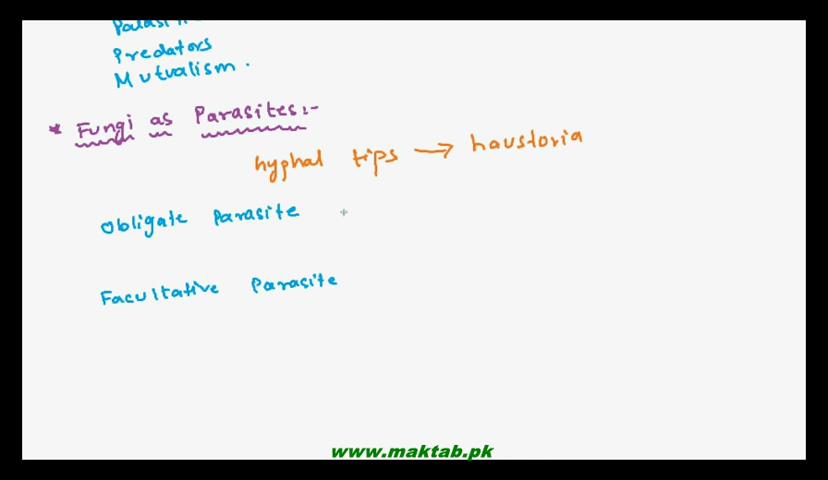 Predators
Mutualism.
* Fungi as Parasites:-
hyphal tips → haustoria
Obligate Parasite
Facultative Parasite
www.maktab.pk